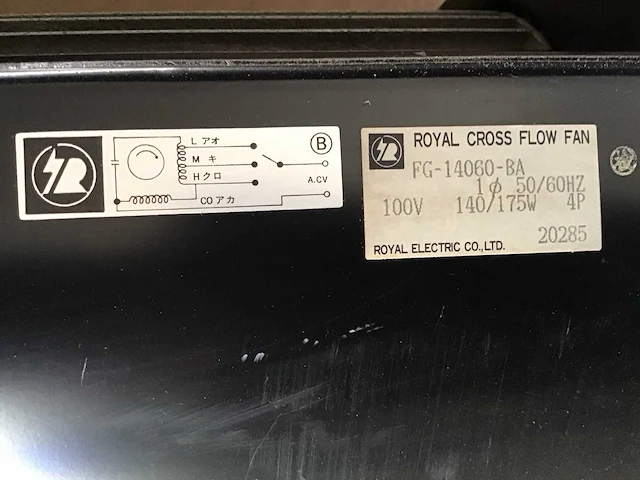 L アオ
M キ
H クロ
CO アカ
B
A.CV
ROYAL CROSS FLOW FAN
FG-14060-BA
1φ 50/60HZ
100V 140/175W 4P
20285
ROYAL ELECTRIC CO.,LTD.